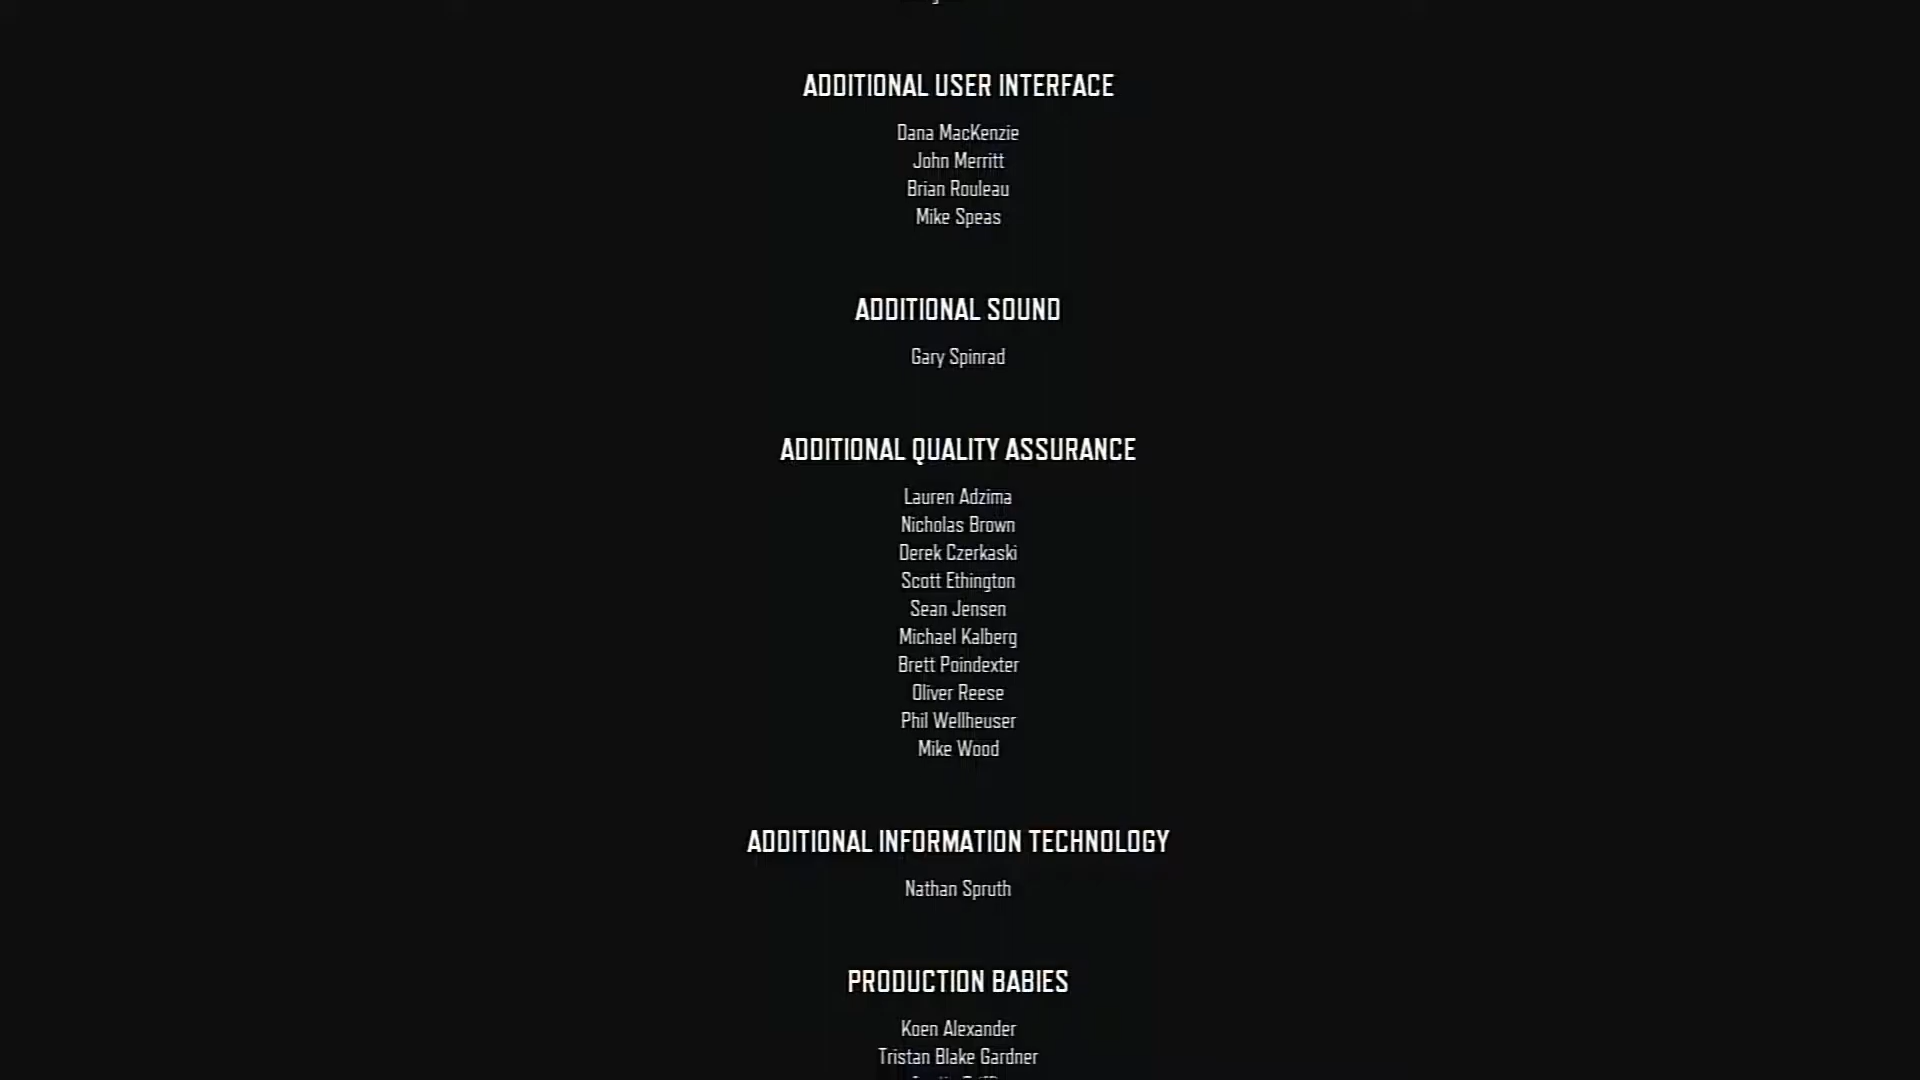 ADDITIONAL USER INTERFACE
Dana MacKenzie
John Merritt
Brian Rouleau
Mike Speas
ADDITIONAL SOUND
Gary Spinrad
ADDITIONAL QUALITY ASSURANCE
Lauren Adzima
Nicholas Brown
Derek Czerkaski
Scott Ethington
Sean Jensen
Michael Kalberg
Brett Poindexter
Oliver Reese
Phil Wellheuser
Mike Wood
ADDITIONAL INFORMATION TECHNOLOGY
Nathan Spruth
PRODUCTION BABIES
Koen Alexander
Tristan Blake Gardner